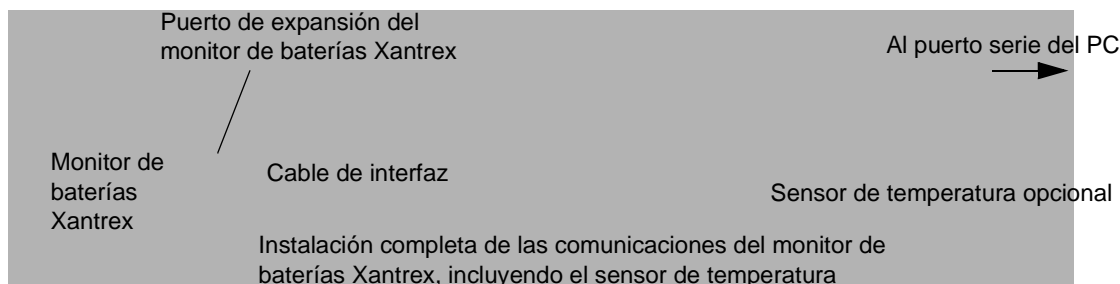 Puerto de expansión del
monitor de baterías Xantrex
Al puerto serie del PC
Monitor de
baterías
Xantrex
Cable de interfaz
Sensor de temperatura opcional
Instalación completa de las comunicaciones del monitor de
baterías Xantrex, incluyendo el sensor de temperatura